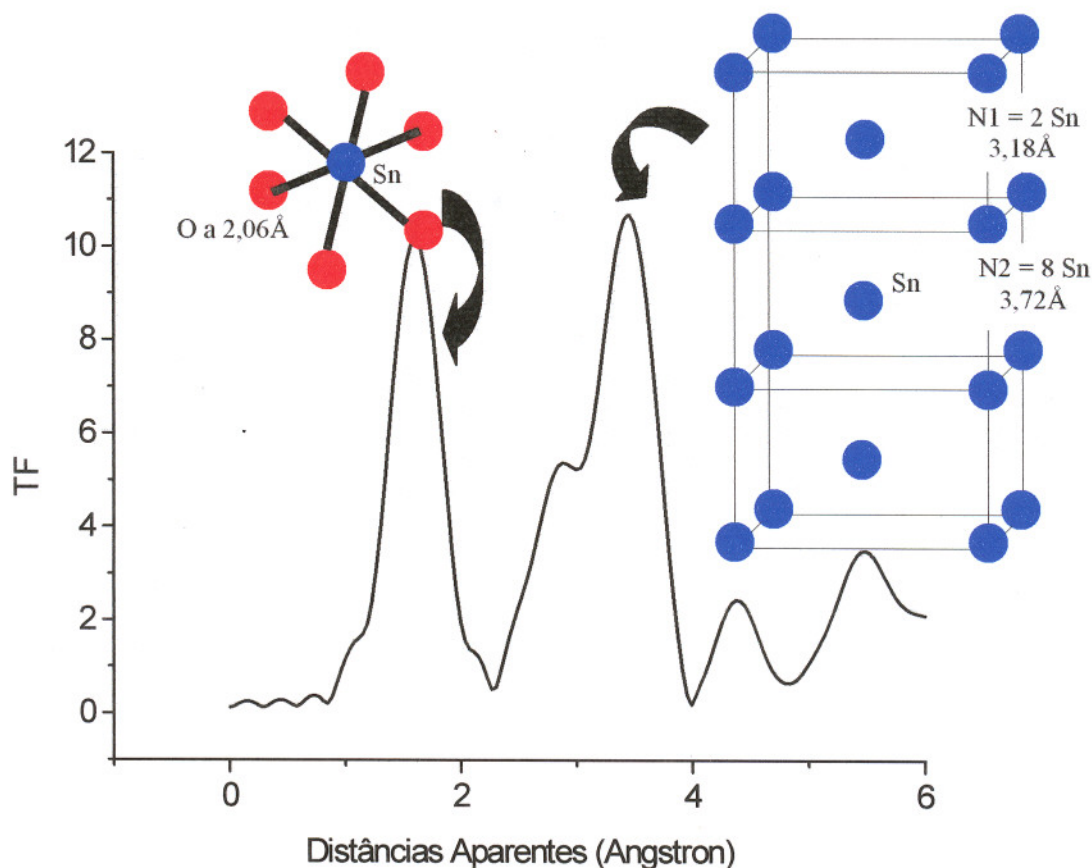 N1 = 2 Sn
3,18Å
12
Sn
O a 2,06Å
10
N2 = 8 Sn
3,72Å
Sn
8
6
TF
4
2
0
0
2
4
6
Distâncias Aparentes (Angstron)